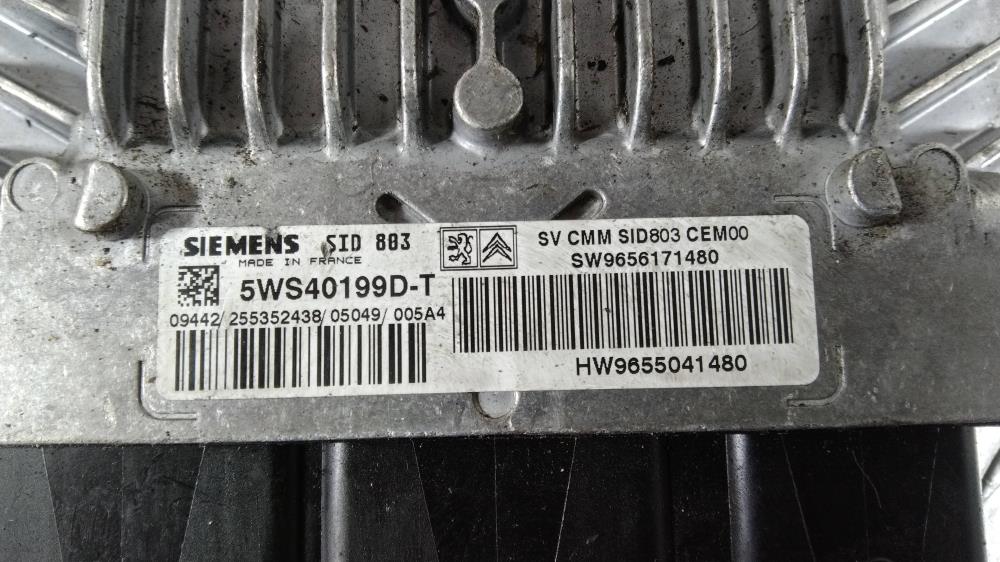 SIEMENS SID 803
MADE IN FRANCE
5WS40199D-T
09442/255352438/05049/005A4
SV CMM SID803 CEM00
SW9656171480
HW9655041480